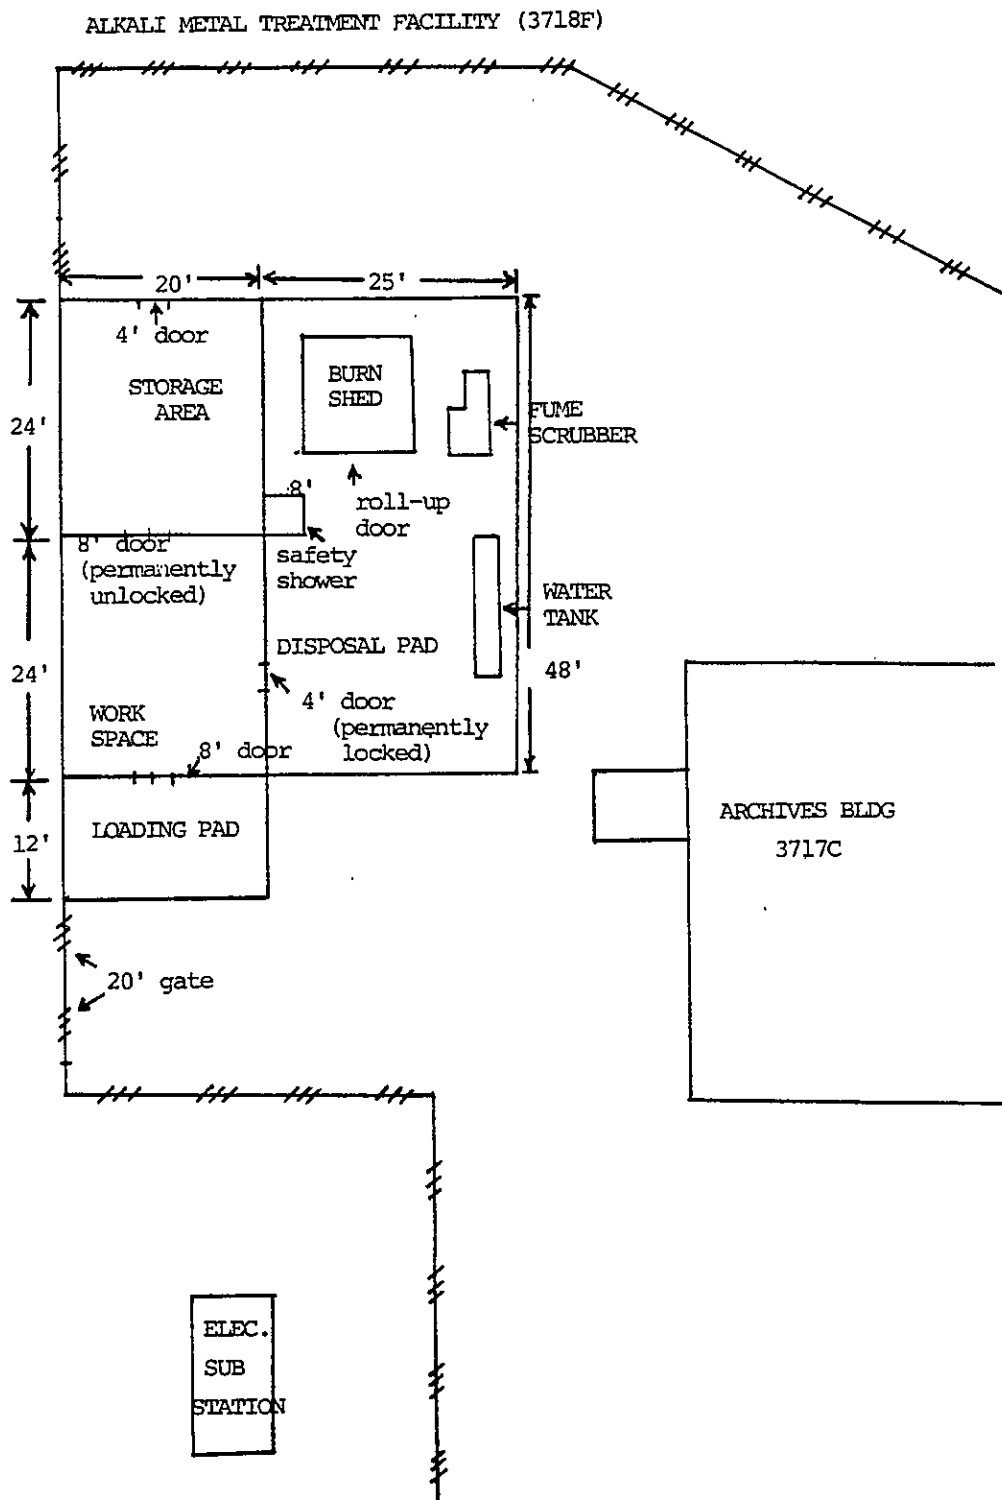 ALKALI METAL TREATMENT FACILITY (3718F)
20'
25'
4' door
STORAGE
AREA
BURN
SHED
24'
FUME
SCRUBBER
8'
roll-up
door
8' door
(permanently
unlocked)
safety
shower
WATER
TANK
DISPOSAL PAD
24'
48'
4' door
(permanently
locked)
WORK
SPACE
8' door
LOADING PAD
12'
ARCHIVES BLDG
3717C
20' gate
ELEC.
SUB
STATION